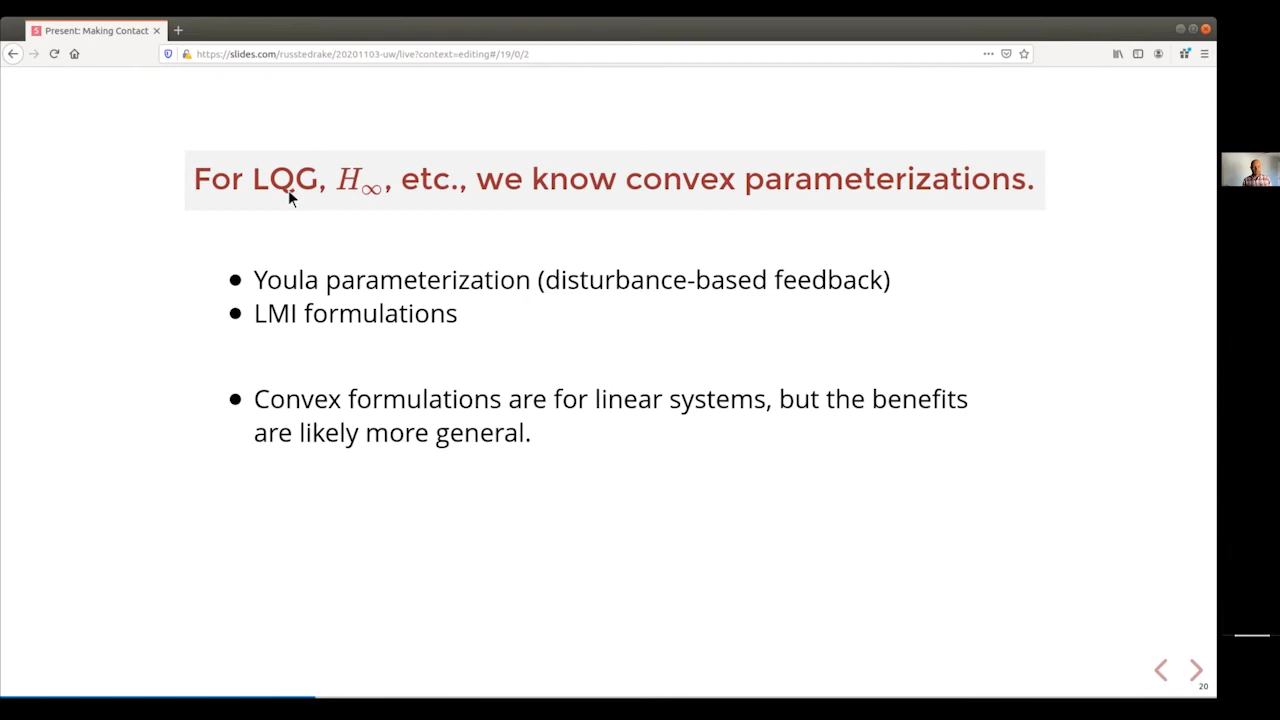 Present: Making Contact
https://slides.com/russtedrake/20201103-uw/live?context=editing#/19/0/2
For LQG, H∞, etc., we know convex parameterizations.
● Youla parameterization (disturbance-based feedback)
● LMI formulations
● Convex formulations are for linear systems, but the benefits
are likely more general.
20